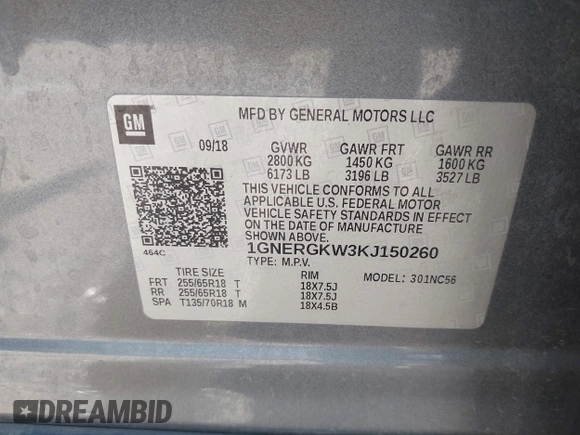 GM
MFD BY GENERAL MOTORS LLC
09/18
GVWR GAWR FRT GAWR RR
2800 KG 1450 KG 1600 KG
6173 LB 3196 LB 3527 LB
THIS VEHICLE CONFORMS TO ALL
APPLICABLE U.S. FEDERAL MOTOR
VEHICLE SAFETY STANDARDS IN EFFECT
ON THE DATE OF MANUFACTURE
SHOWN ABOVE.
1GNERGKW3KJ150260
464C
TYPE: M.P.V.
MODEL: 301NC56
TIRE SIZE RIM
FRT 255/65R18 T 18X7.5J
RR 255/65R18 T 18X7.5J
SPA T135/70R18 M 18X4.5B
DREAMBID